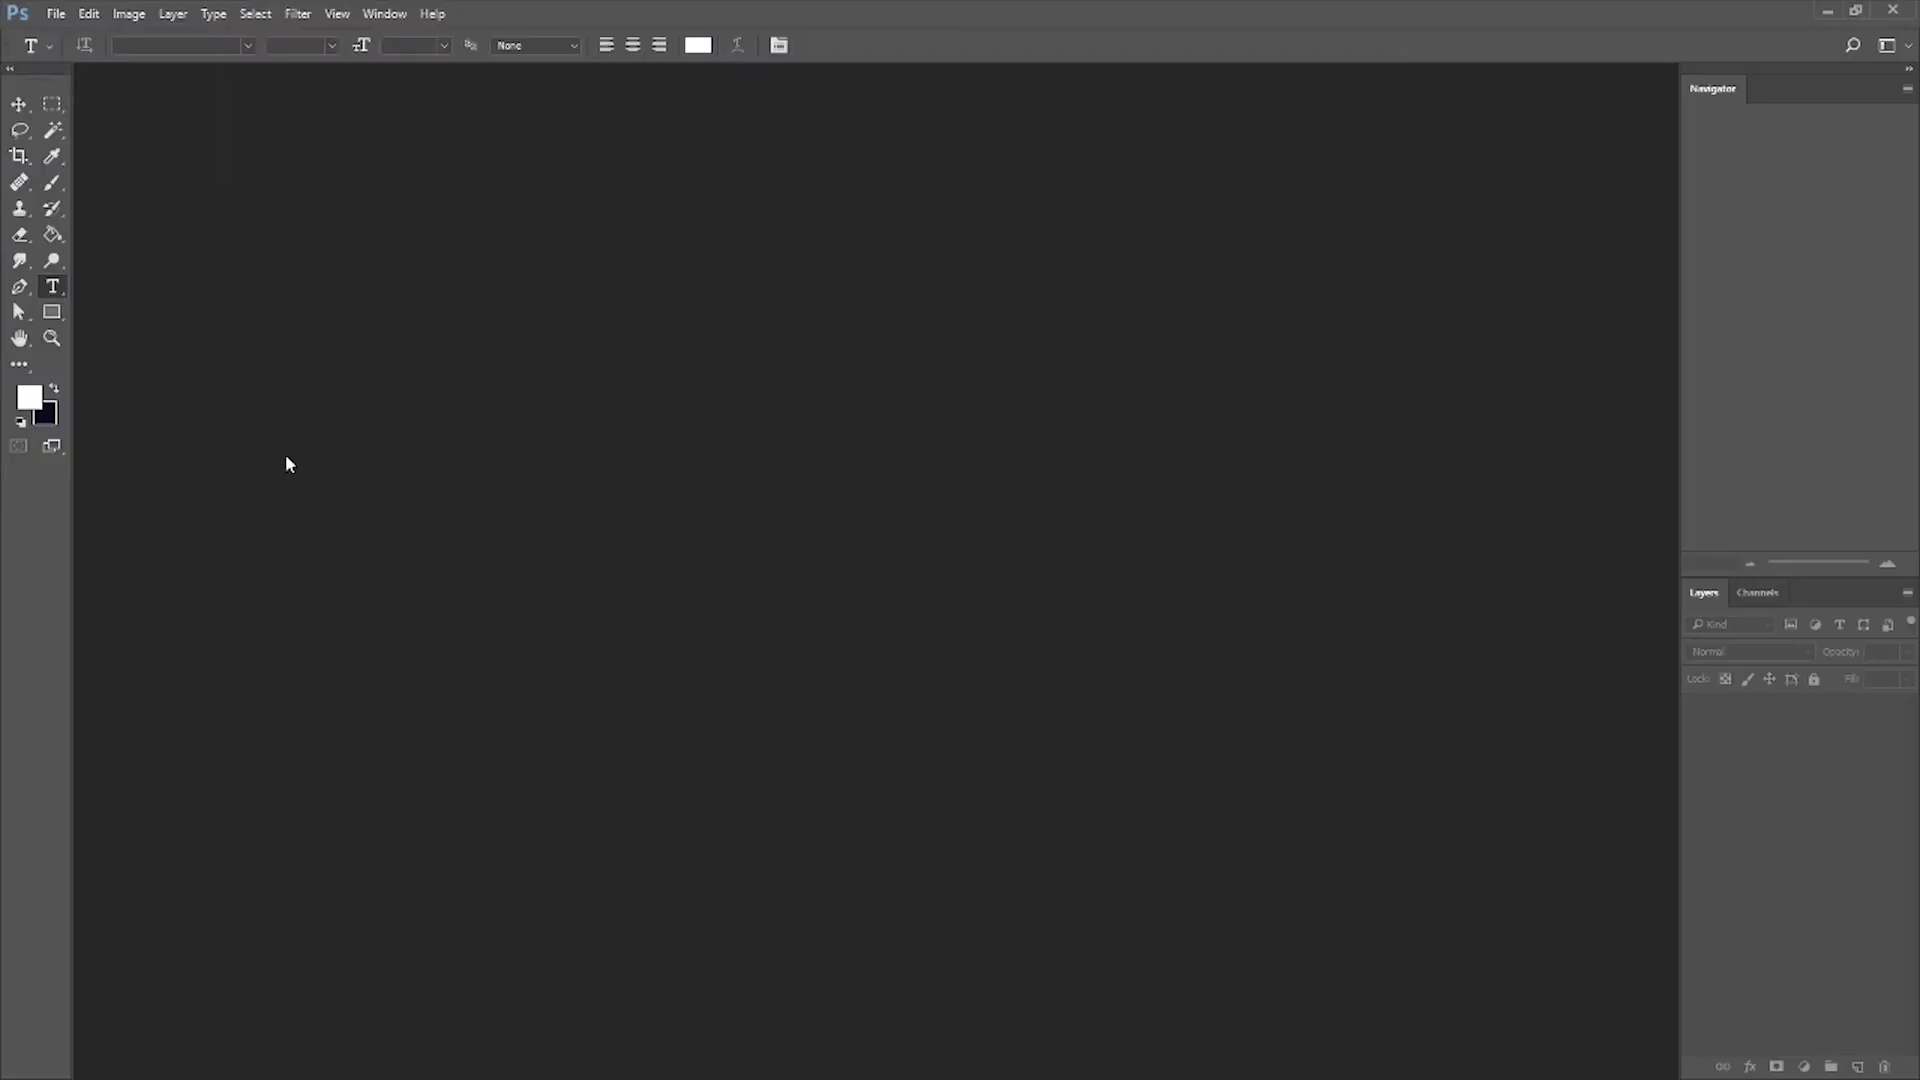 Ps File Edit Image Layer Type Select Filter View Window Help
None
Navigator
Layers Channels
Kind
Normal Opacity:
Lock: Fill: